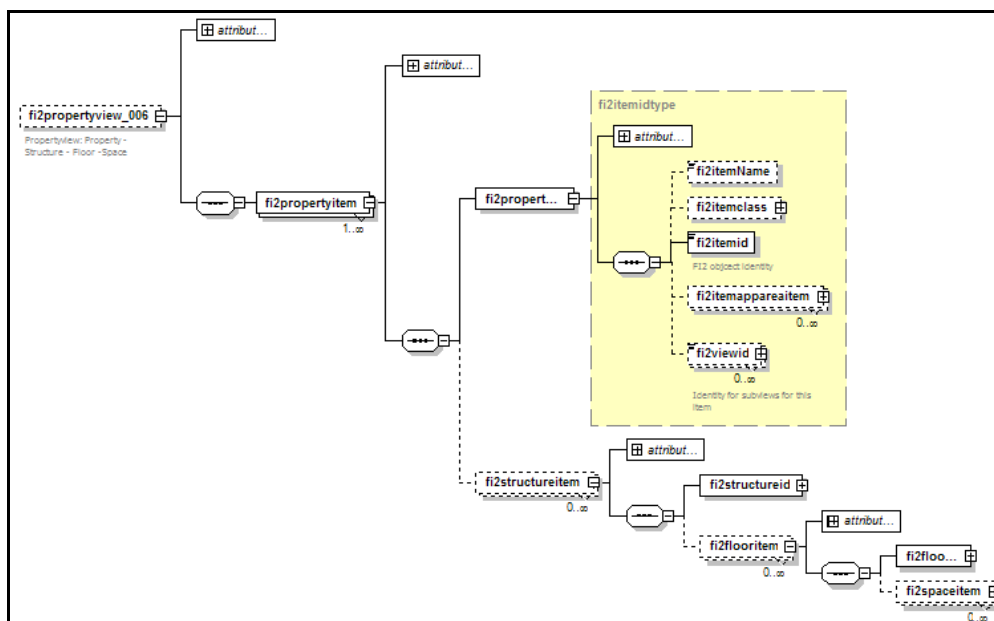 attribut...
attribut...
fi2propertyview_006
Propertyview: Property -
Structure - Floor -Space
fi2propertyitem
1..∞
fi2propert...
fi2itemidtype
attribut...
fi2itemName
fi2itemclass
fi2itemid
FI2 objcect identity
fi2itemappareaitem
0..∞
fi2viewid
0..∞
Identity for subviews for this
item
fi2structureitem
0..∞
attribut...
fi2structureid
fi2flooritem
0..∞
attribut...
fi2floo...
fi2spaceitem
0..∞